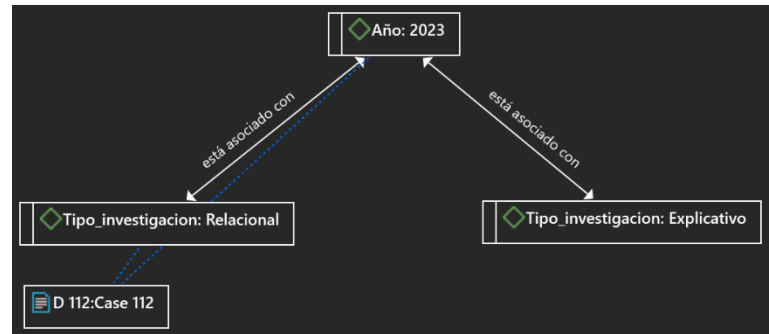 Año: 2023
está asociado con
está asociado con
Tipo_investigacion: Relacional
Tipo_investigacion: Explicativo
D 112:Case 112